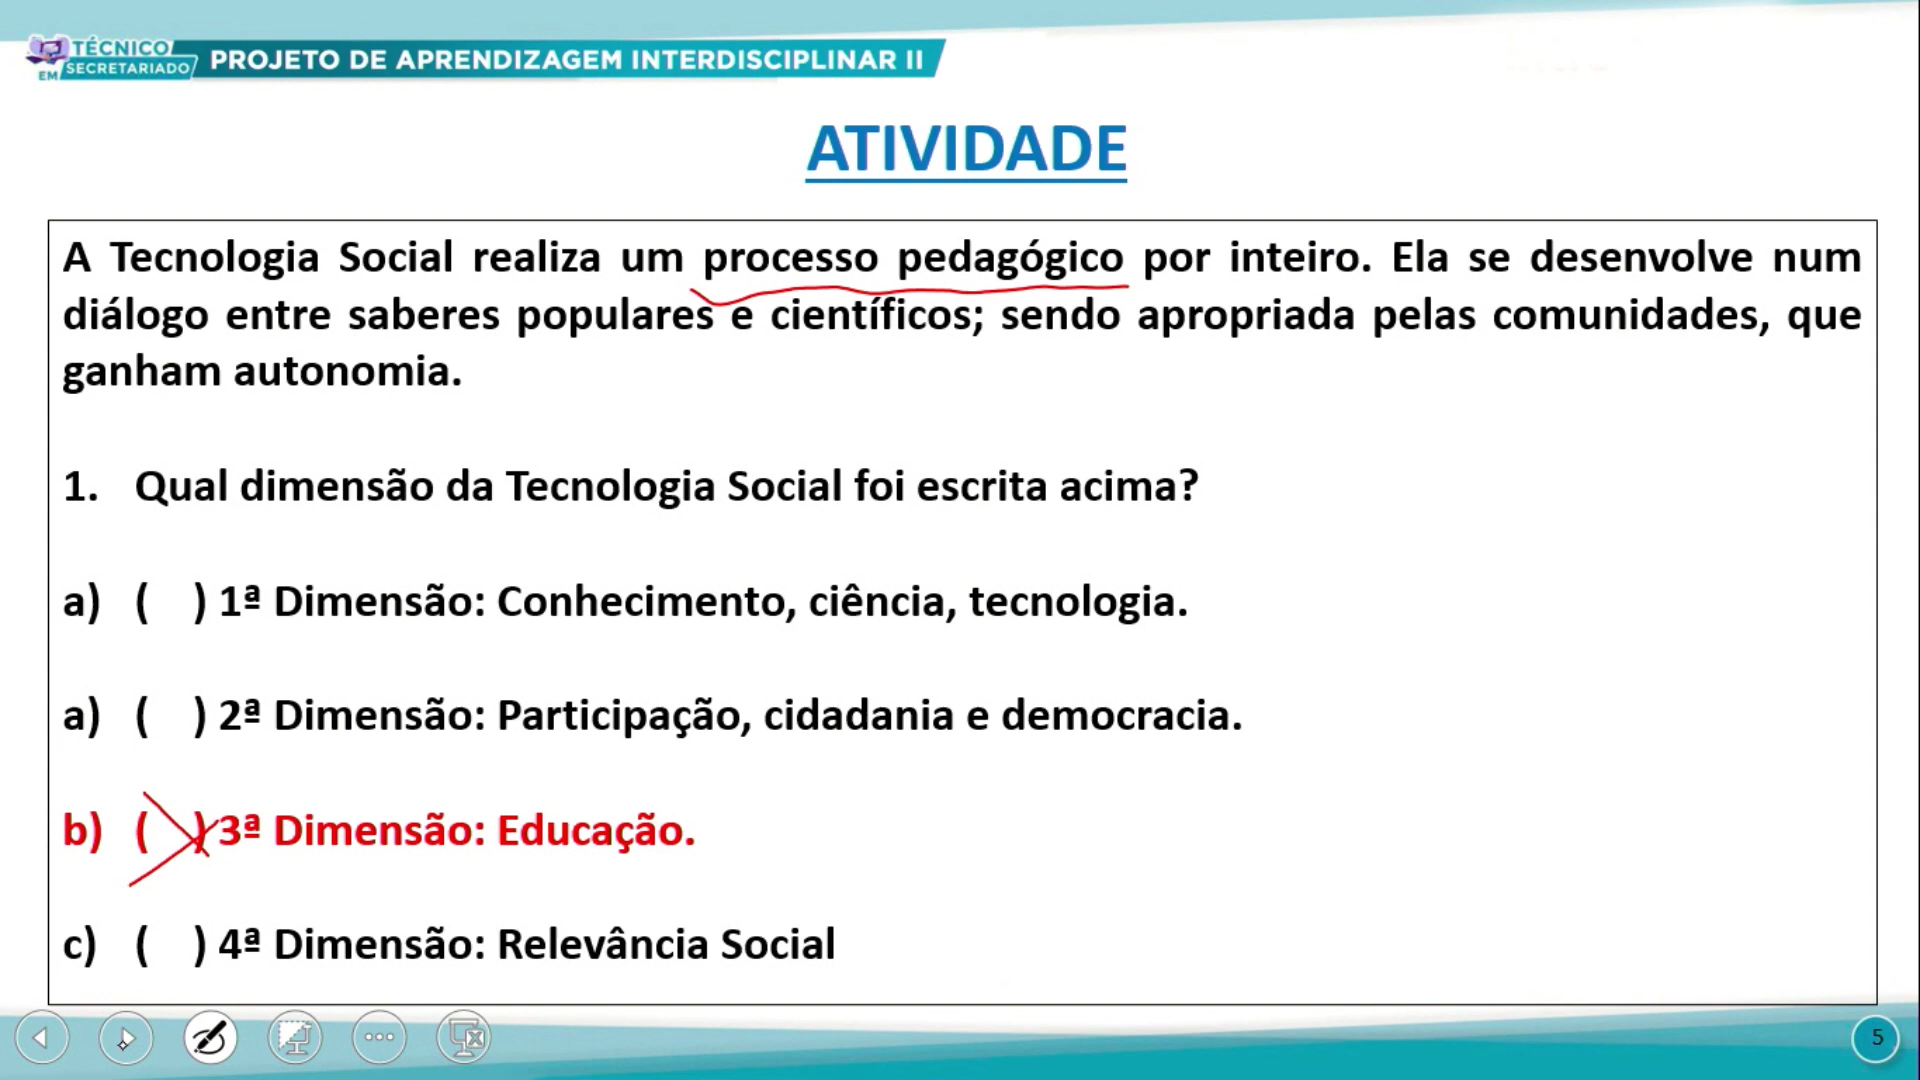 TÉCNICO
EM SECRETARIADO
PROJETO DE APRENDIZAGEM INTERDISCIPLINAR II
ATIVIDADE
A Tecnologia Social realiza um processo pedagógico por inteiro. Ela se desenvolve num
diálogo entre saberes populares e científicos; sendo apropriada pelas comunidades, que
ganham autonomia.
1. Qual dimensão da Tecnologia Social foi escrita acima?
a) ( ) 1ª Dimensão: Conhecimento, ciência, tecnologia.
a) ( ) 2ª Dimensão: Participação, cidadania e democracia.
b) ( ) 3ª Dimensão: Educação.
c) ( ) 4ª Dimensão: Relevância Social
5